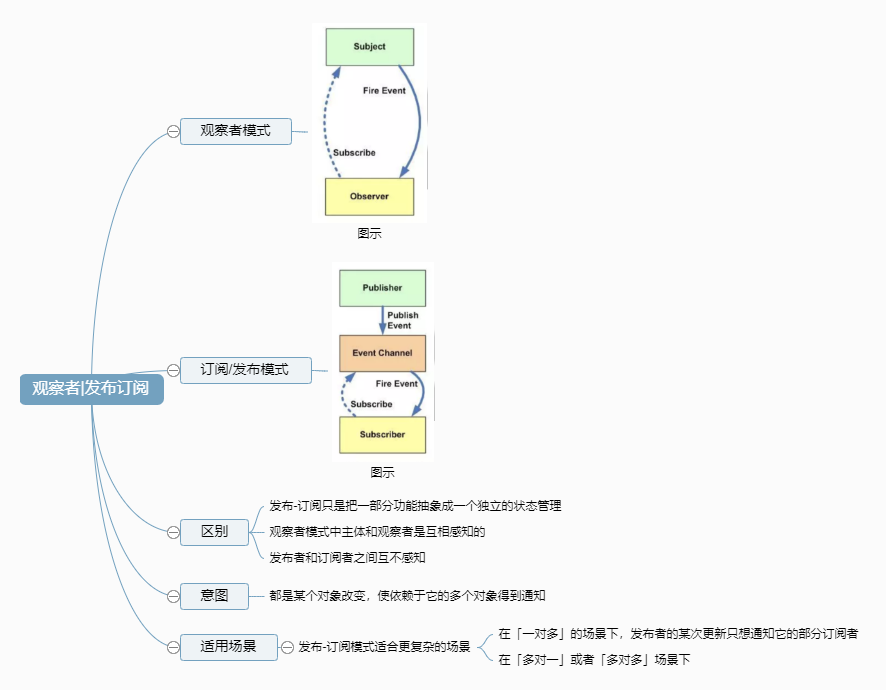 观察者|发布订阅
观察者模式
Subject
Fire Event
Subscribe
Observer
图示
订阅/发布模式
Publisher
Publish
Event
Event Channel
Fire Event
Subscribe
Subscriber
图示
区别
发布-订阅只是把一部分功能抽象成一个独立的状态管理
观察者模式中主体和观察者是互相感知的
发布者和订阅者之间互不感知
意图
都是某个对象改变，使依赖于它的多个对象得到通知
适用场景
发布-订阅模式适合更复杂的场景
在「一对多」的场景下，发布者的某次更新只想通知它的部分订阅者
在「多对一」或者「多对多」场景下